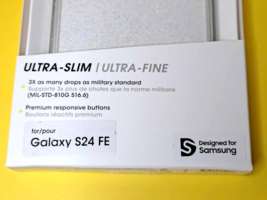 ULTRA-SLIM / ULTRA-FINE
3X as many drops as military standard
Supporte 3x plus de chutes que la norme militaire
(MIL-STD-810G 516.6)
Premium responsive buttons
Boutons réactifs premium
for/pour
Galaxy S24 FE
S Designed for
Samsung